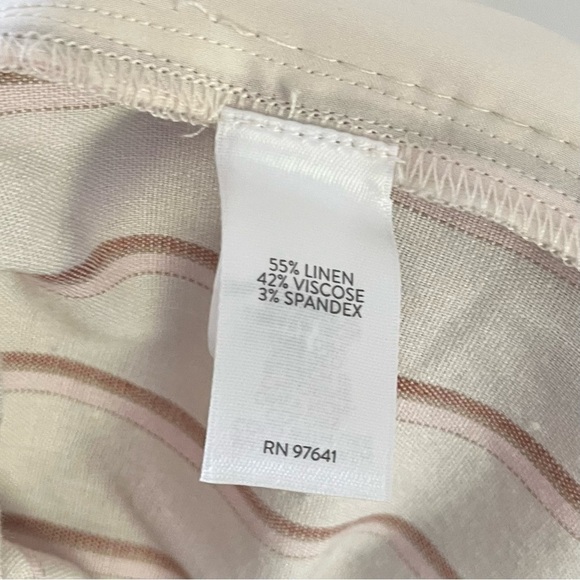 55% LINEN
42% VISCOSE
3% SPANDEX
RN 97641